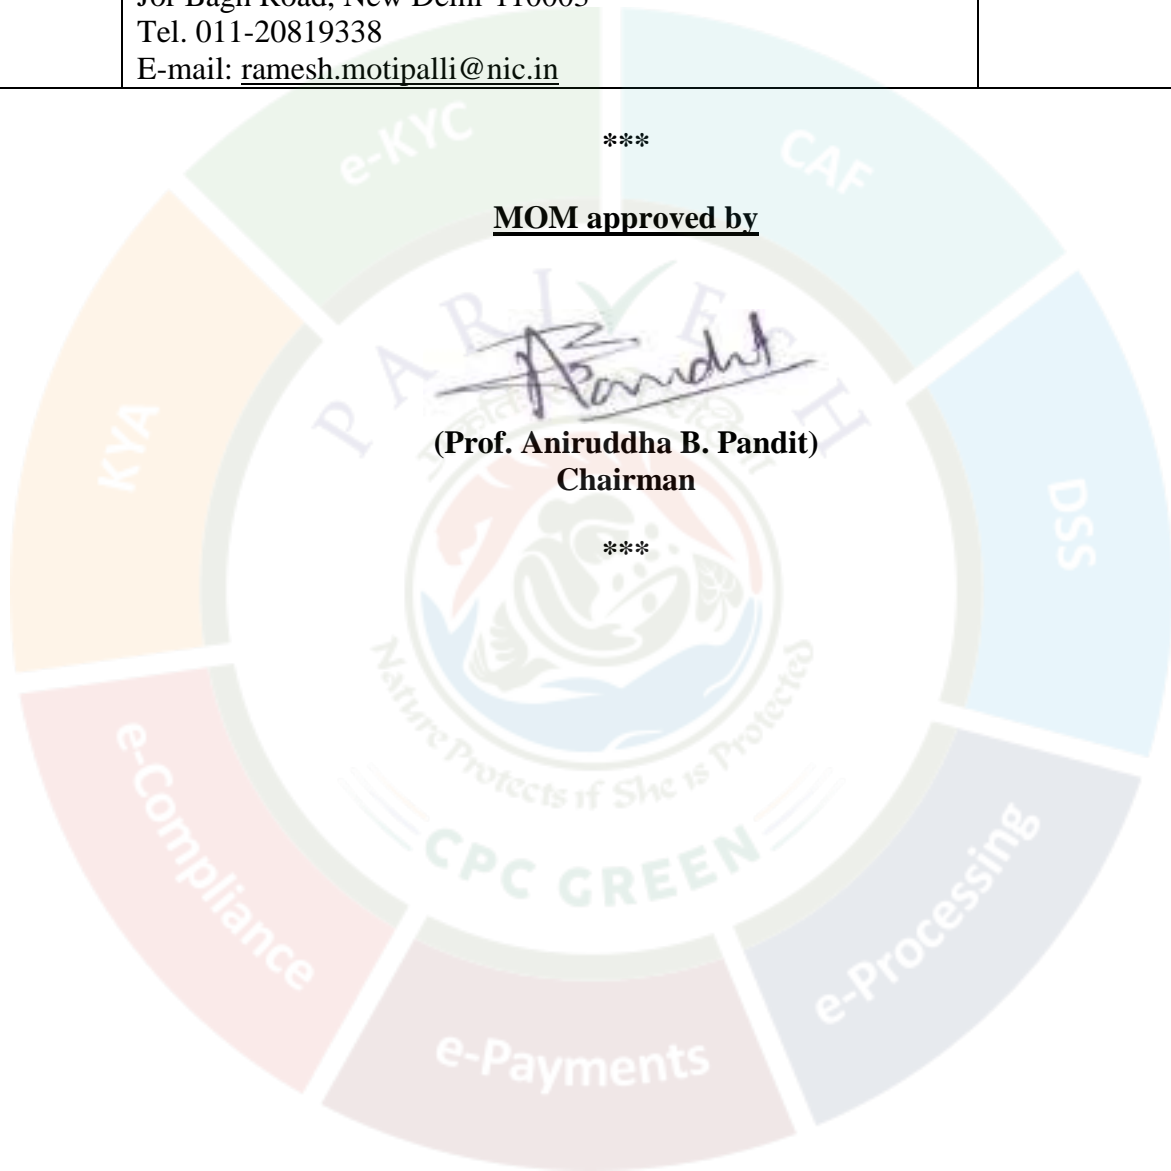 Jor Bagh Road, New Delhi-110003
Tel. 011-20819338
E-mail: ramesh.motipalli@nic.in
***
MOM approved by
(Prof. Aniruddha B. Pandit)
Chairman
***
e-KYC
CAF
DSS
e-Processing
e-Payments
e-Compliance
KYA
PARIVESH
Nature Protects if She is Protected
CPC GREEN